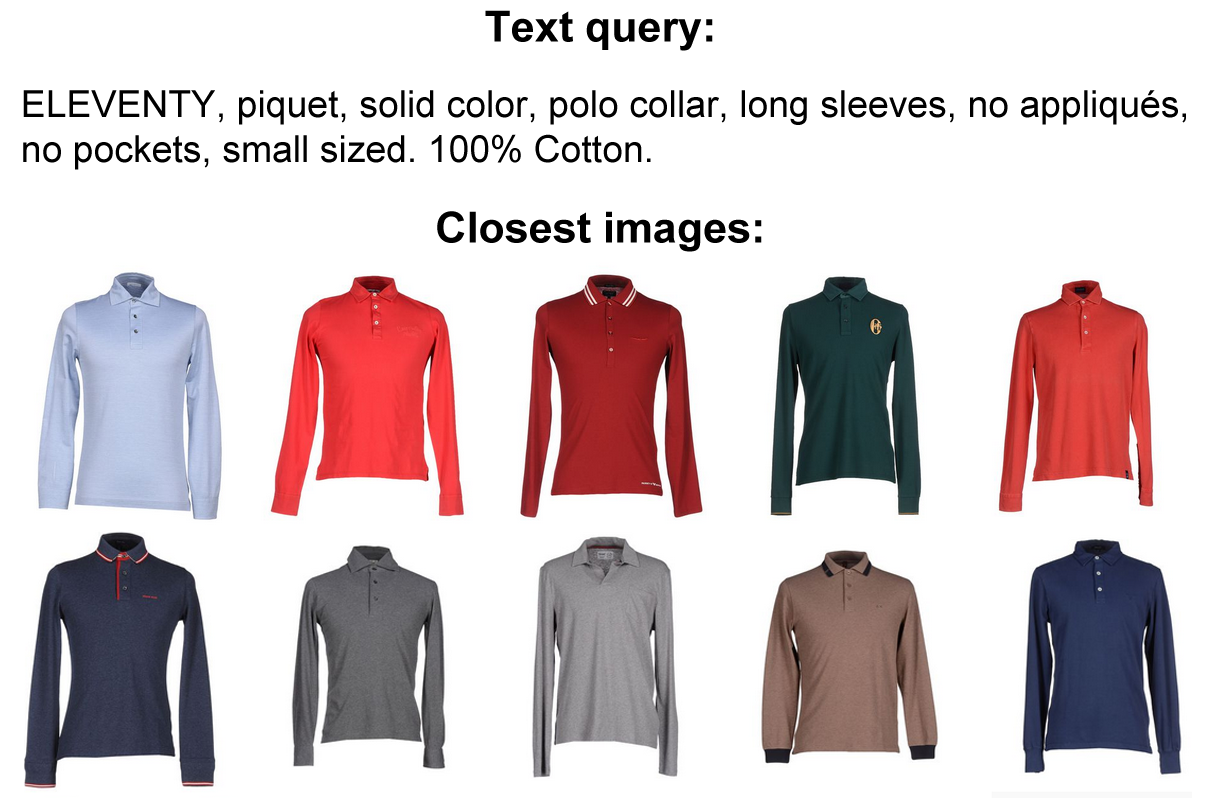 Text query:
ELEVENTY, piquet, solid color, polo collar, long sleeves, no appliqués,
no pockets, small sized. 100% Cotton.
Closest images: